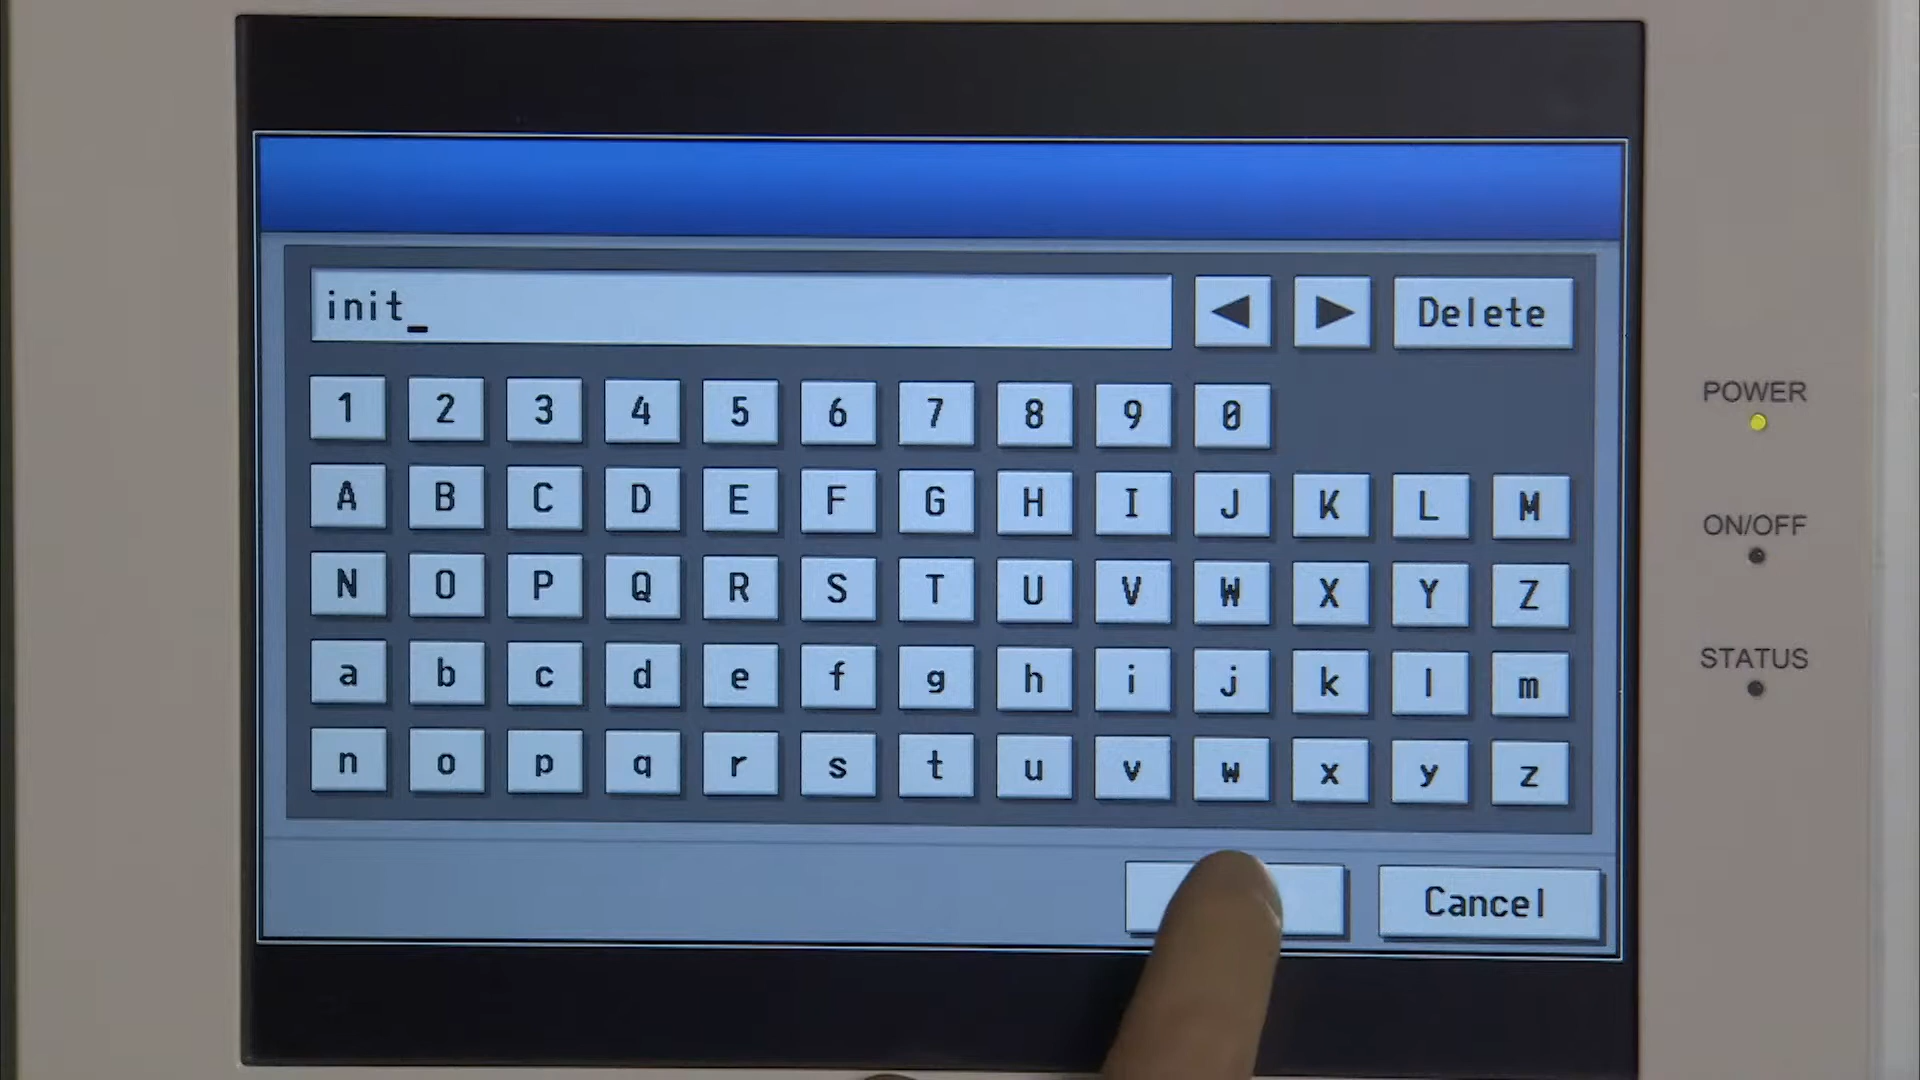 init_
◀ ▶ Delete
1 2 3 4 5 6 7 8 9 0
A B C D E F G H I J K L M
N O P Q R S T U V W X Y Z
a b c d e f g h i j k l m
n o p q r s t u v w x y z
Cancel
POWER
ON/OFF
STATUS